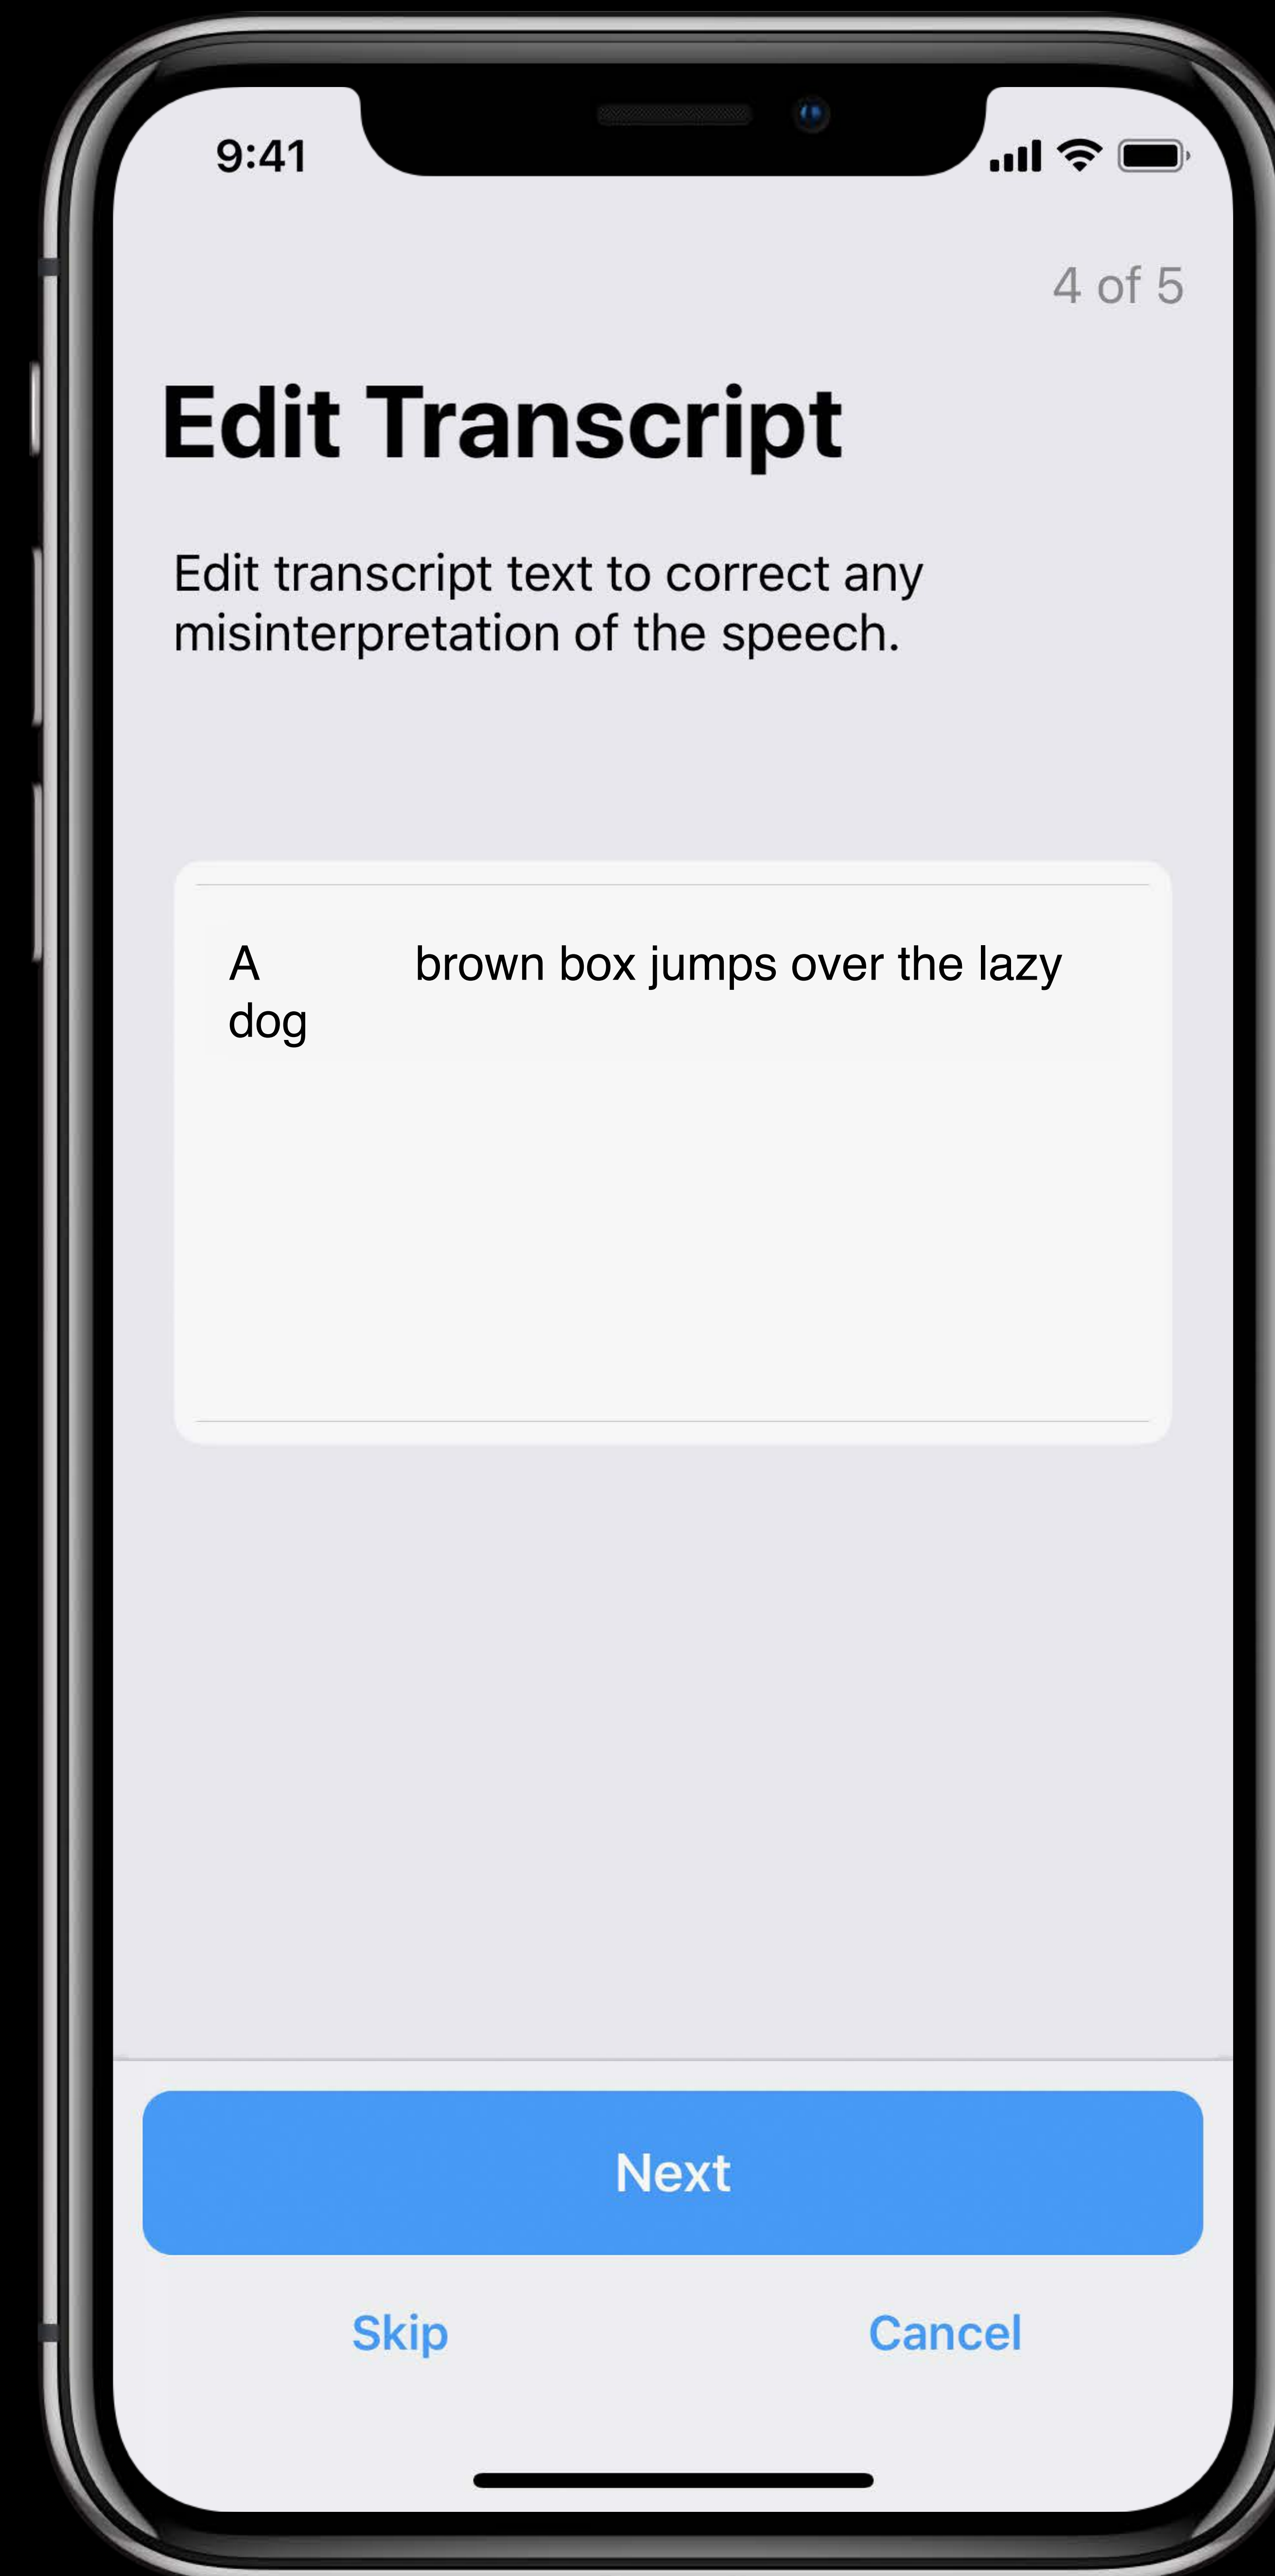 9:41
4 of 5
Edit Transcript
Edit transcript text to correct any
misinterpretation of the speech.
A brown box jumps over the lazy
dog
Next
Skip
Cancel